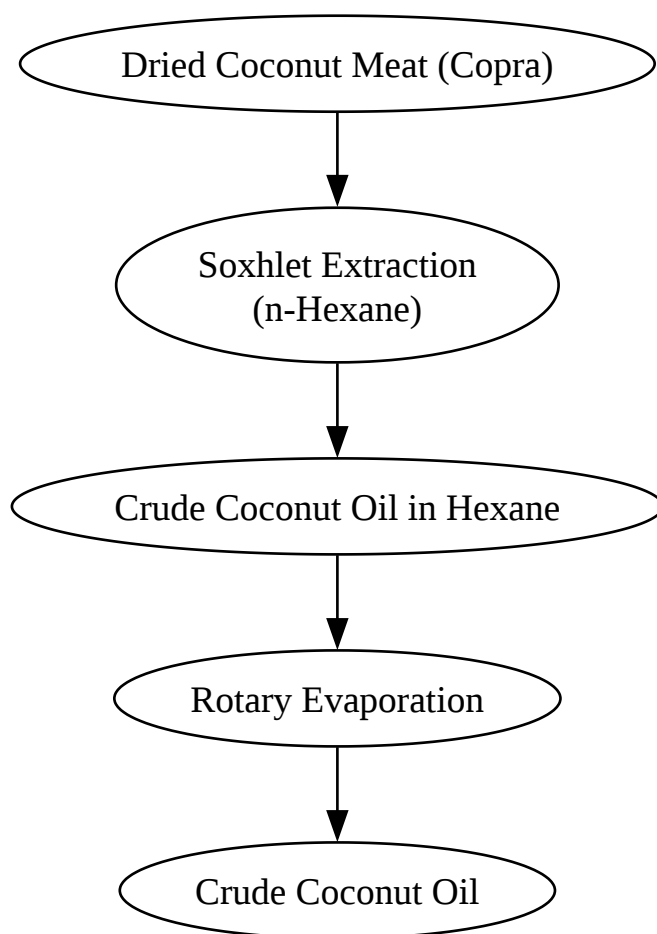 Dried Coconut Meat (Copra)
Soxhlet Extraction
(n-Hexane)
Crude Coconut Oil in Hexane
Rotary Evaporation
Crude Coconut Oil